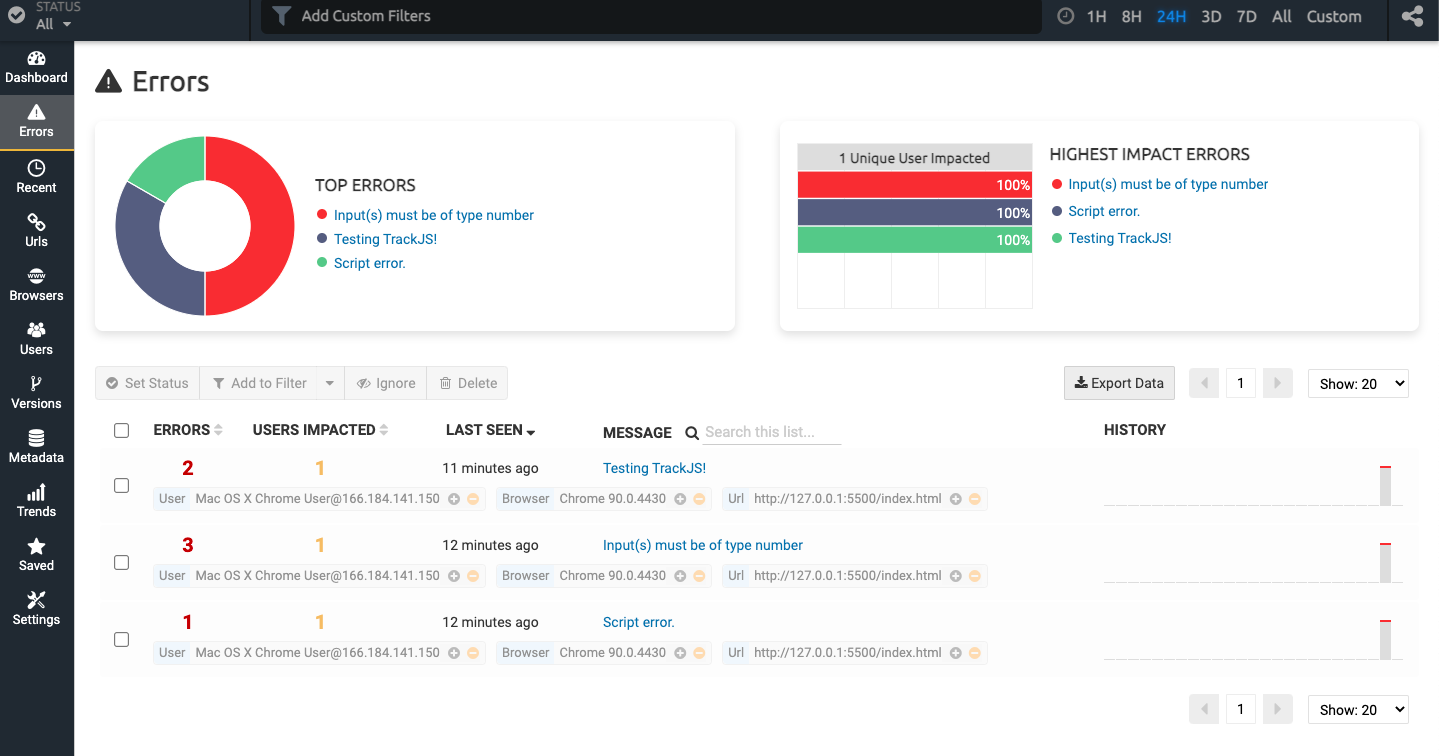 STATUS
All
Add Custom Filters
1H 8H 24H 3D 7D All Custom
Dashboard
Errors
Recent
Urls
www
Browsers
Users
Versions
Metadata
Trends
Saved
Settings
Errors
TOP ERRORS
Input(s) must be of type number
Testing TrackJS!
Script error.
1 Unique User Impacted
100%
100%
100%
HIGHEST IMPACT ERRORS
Input(s) must be of type number
Script error.
Testing TrackJS!
Set Status Add to Filter Ignore Delete
Export Data 1 Show: 20
ERRORS USERS IMPACTED LAST SEEN MESSAGE Search this list... HISTORY
2 1 11 minutes ago Testing TrackJS!
User Mac OS X Chrome User@166.184.141.150 Browser Chrome 90.0.4430 Url http://127.0.0.1:5500/index.html
3 1 12 minutes ago Input(s) must be of type number
User Mac OS X Chrome User@166.184.141.150 Browser Chrome 90.0.4430 Url http://127.0.0.1:5500/index.html
1 1 12 minutes ago Script error.
User Mac OS X Chrome User@166.184.141.150 Browser Chrome 90.0.4430 Url http://127.0.0.1:5500/index.html
1 Show: 20